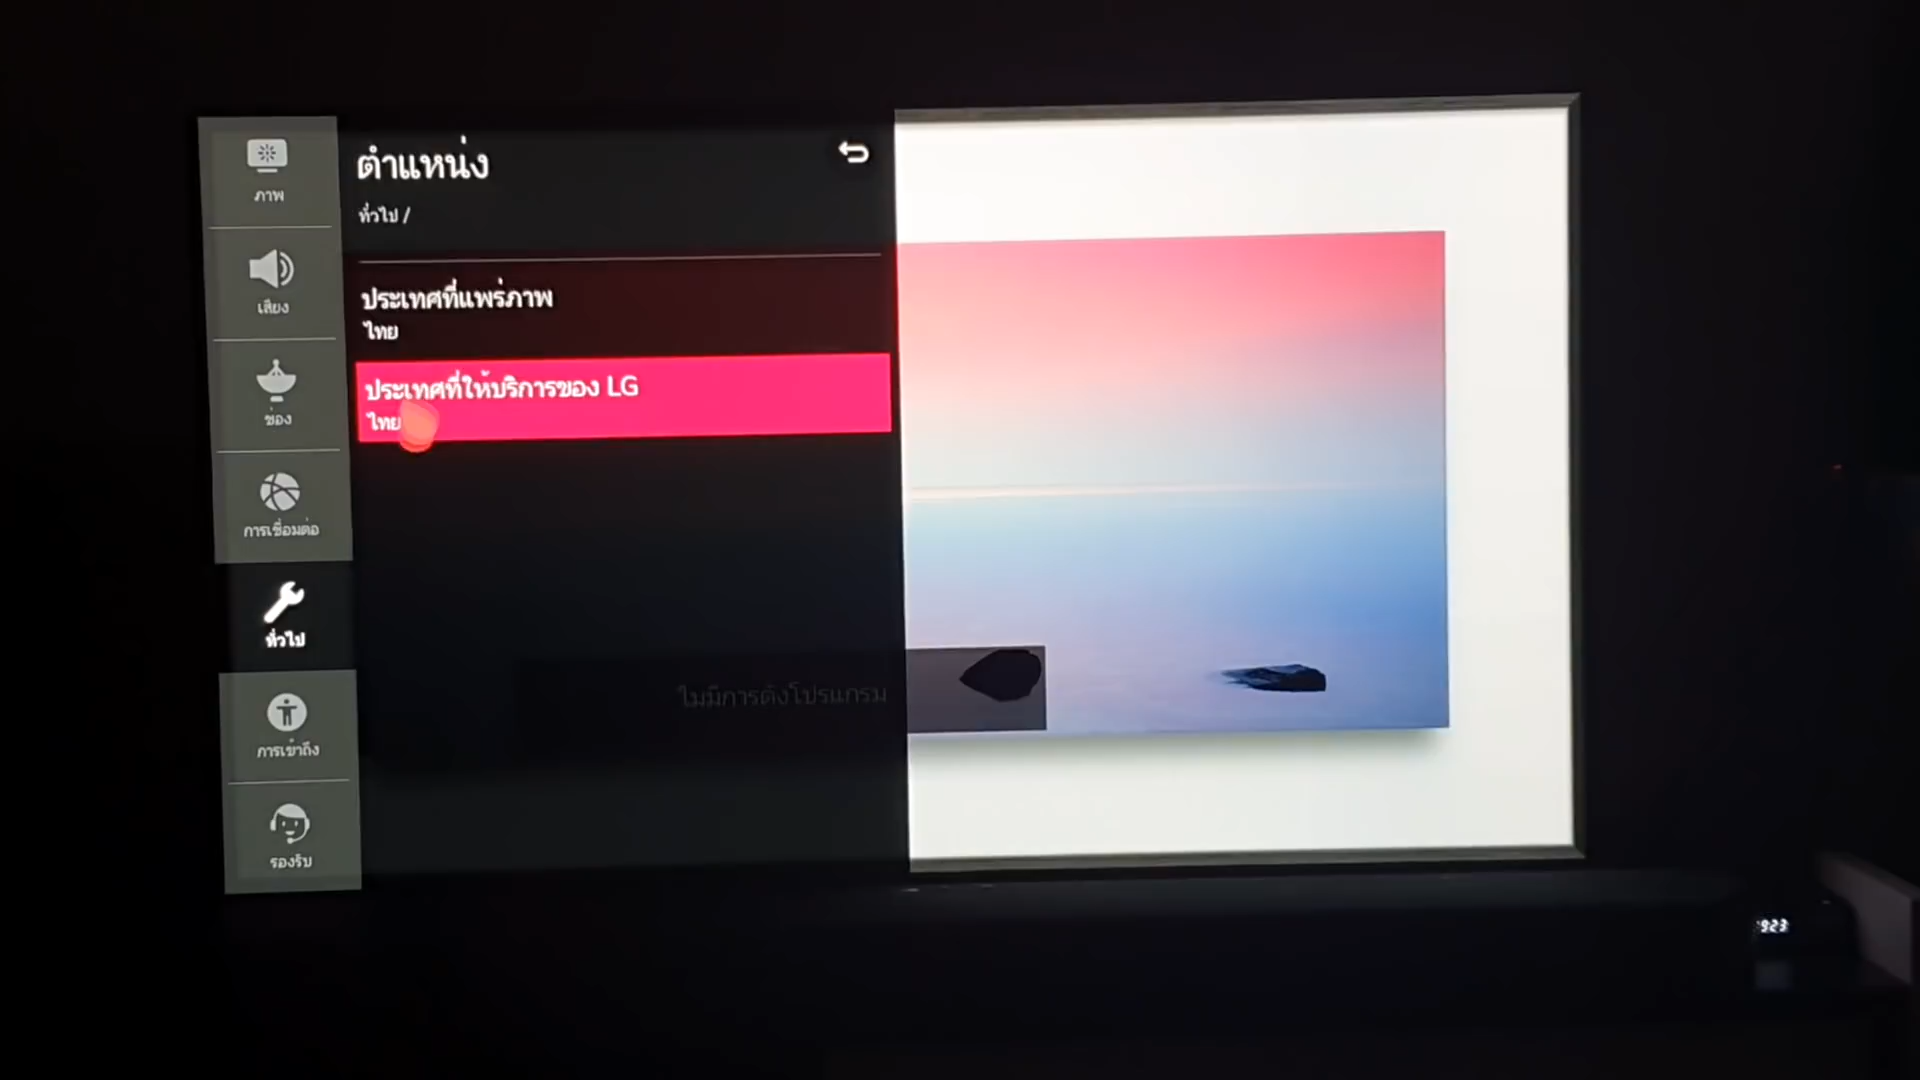 ตำแหน่ง
ทั่วไป /
ประเทศที่แพร่ภาพ
ไทย
ประเทศที่ให้บริการของ LG
ไทย
ภาพ
เสียง
ช่อง
การเชื่อมต่อ
ทั่วไป
การเข้าถึง
รองรับ
ไม่มีการตั้งโปรแกรม
923